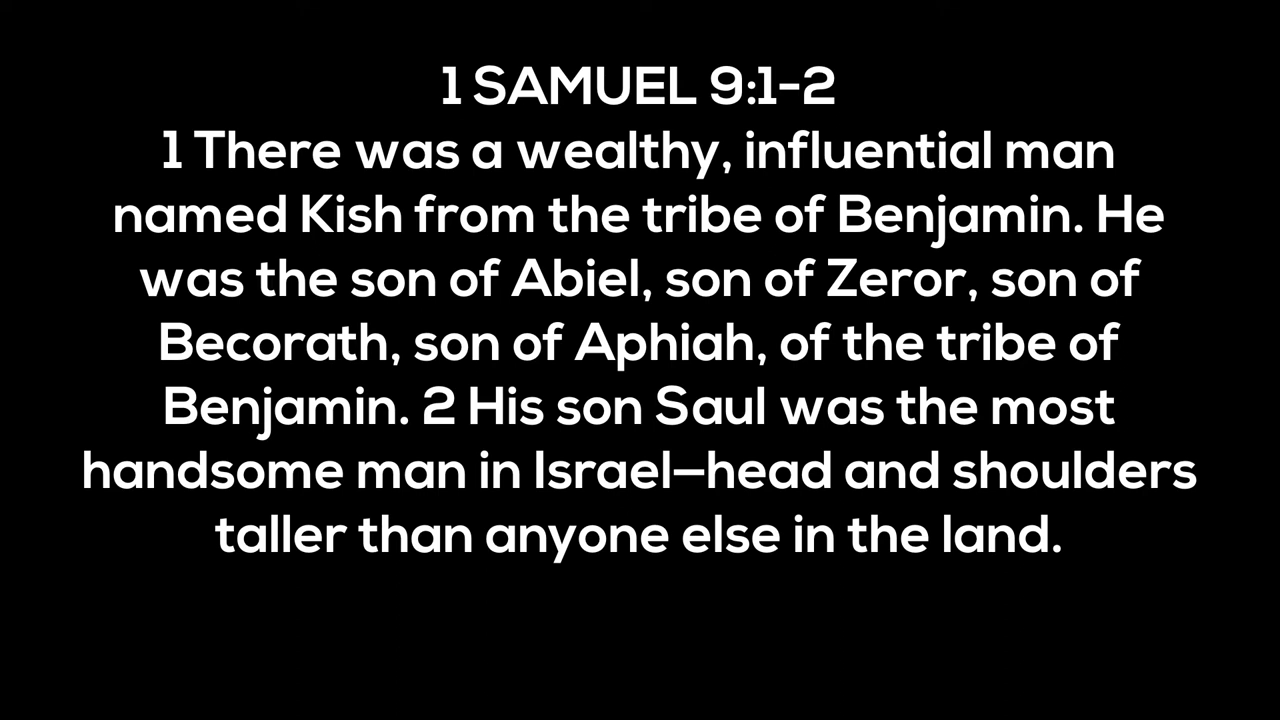 1 SAMUEL 9:1-2
1 There was a wealthy, influential man
named Kish from the tribe of Benjamin. He
was the son of Abiel, son of Zeror, son of
Becorath, son of Aphiah, of the tribe of
Benjamin. 2 His son Saul was the most
handsome man in Israel—head and shoulders
taller than anyone else in the land.